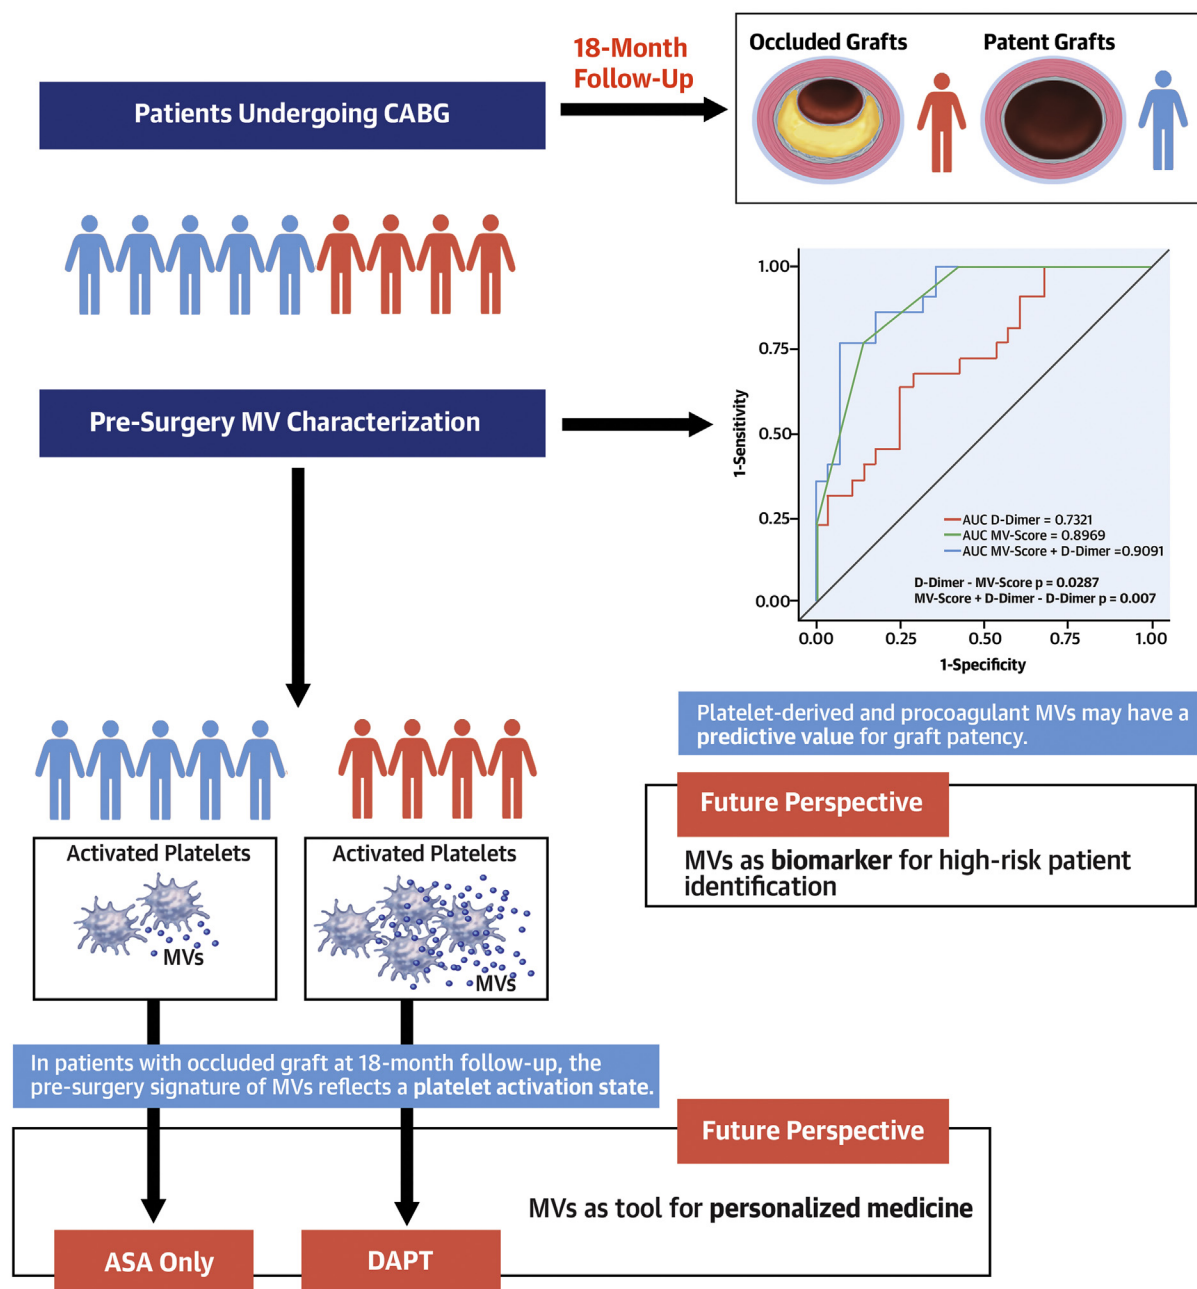 18-Month
Follow-Up
Occluded Grafts
Patent Grafts
Patients Undergoing CABG
Pre-Surgery MV Characterization
1.00
0.75
0.50
0.25
0.00
1-Sensitivity
AUC D-Dimer = 0.7321
AUC MV-Score = 0.8969
AUC MV-Score + D-Dimer =0.9091
D-Dimer - MV-Score p = 0.0287
MV-Score + D-Dimer - D-Dimer p = 0.007
0.00 0.25 0.50 0.75 1.00
1-Specificity
Platelet-derived and procoagulant MVs may have a
predictive value for graft patency.
Future Perspective
MVs as biomarker for high-risk patient
identification
Activated Platelets
MVs
Activated Platelets
MVs
In patients with occluded graft at 18-month follow-up, the
pre-surgery signature of MVs reflects a platelet activation state.
Future Perspective
MVs as tool for personalized medicine
ASA Only
DAPT